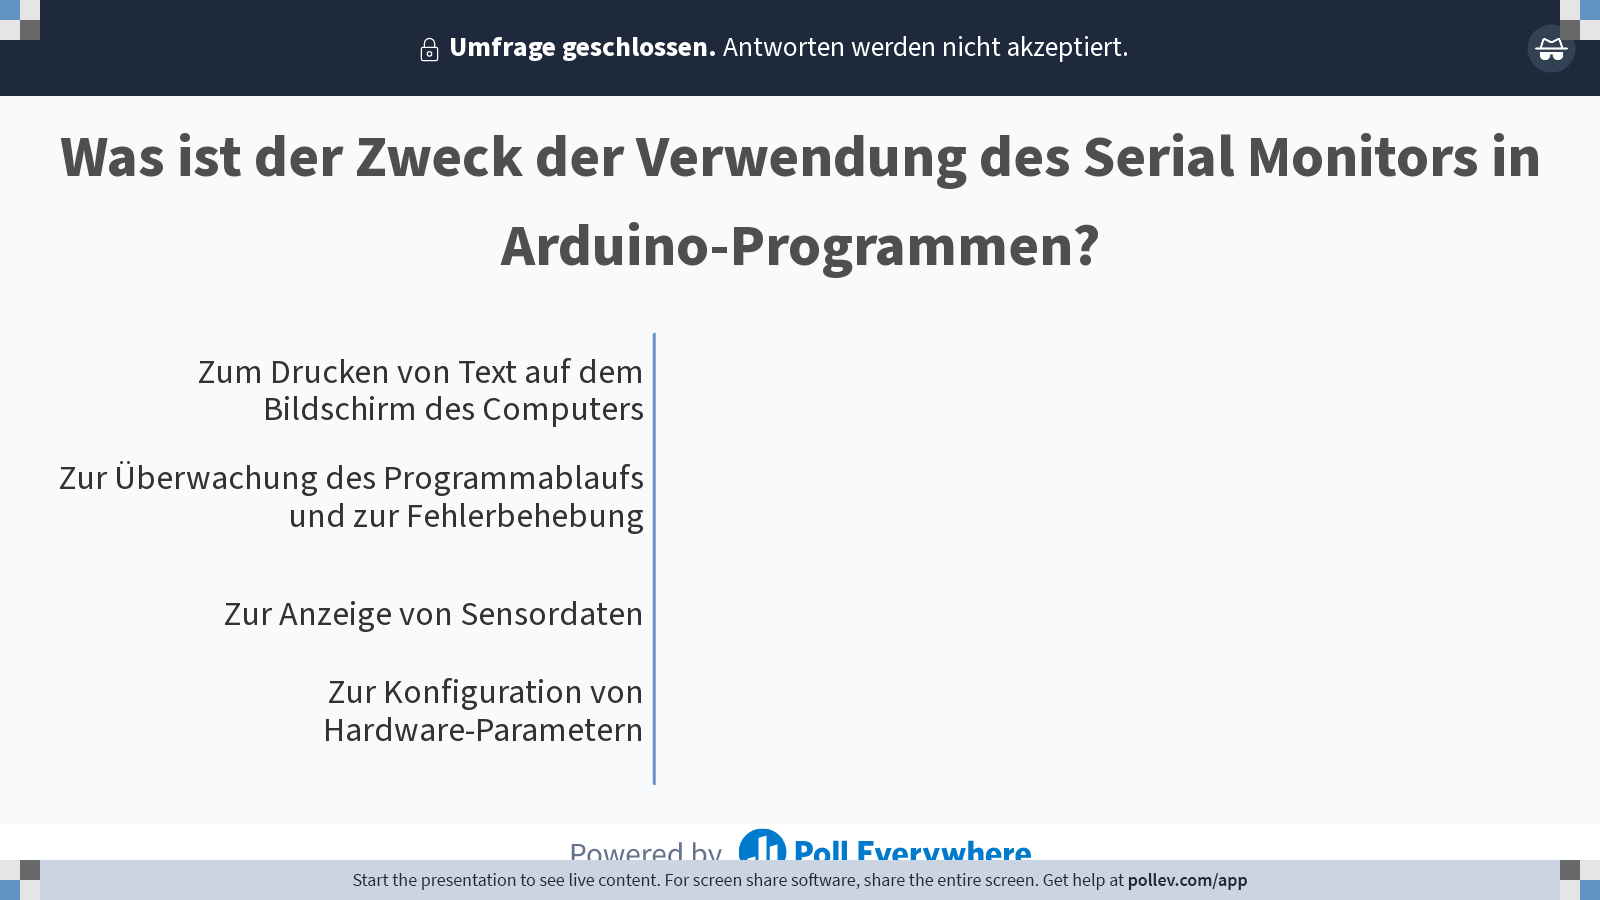 Umfrage geschlossen. Antworten werden nicht akzeptiert.
Was ist der Zweck der Verwendung des Serial Monitors in
Arduino-Programmen?
Zum Drucken von Text auf dem
Bildschirm des Computers
Zur Überwachung des Programmablaufs
und zur Fehlerbehebung
Zur Anzeige von Sensordaten
Zur Konfiguration von
Hardware-Parametern
Powered by Poll Everywhere
Start the presentation to see live content. For screen share software, share the entire screen. Get help at pollev.com/app